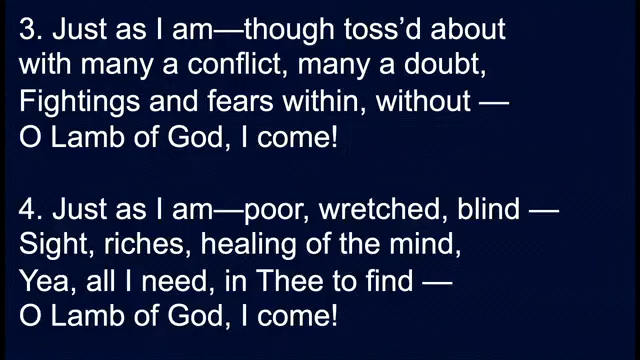 3. Just as I am—though toss’d about
with many a conflict, many a doubt,
Fightings and fears within, without —
O Lamb of God, I come!
4. Just as I am—poor, wretched, blind —
Sight, riches, healing of the mind,
Yea, all I need, in Thee to find —
O Lamb of God, I come!